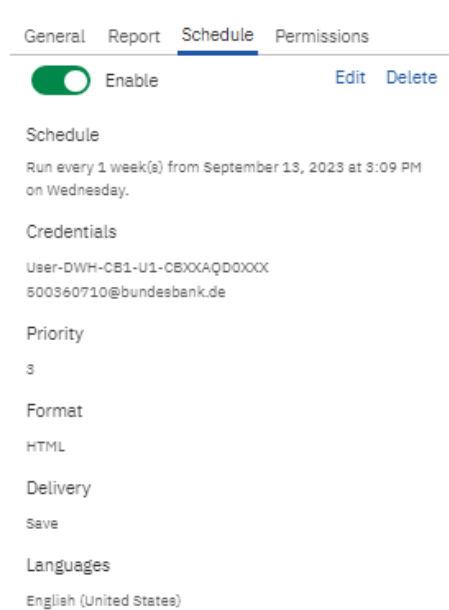 General Report Schedule Permissions
Enable Edit Delete
Schedule
Run every 1 week(s) from September 13, 2023 at 3:09 PM
on Wednesday.
Credentials
User-DWH-CB1-U1-CBXXAQD0XXX
500360710@bundesbank.de
Priority
3
Format
HTML
Delivery
Save
Languages
English (United States)